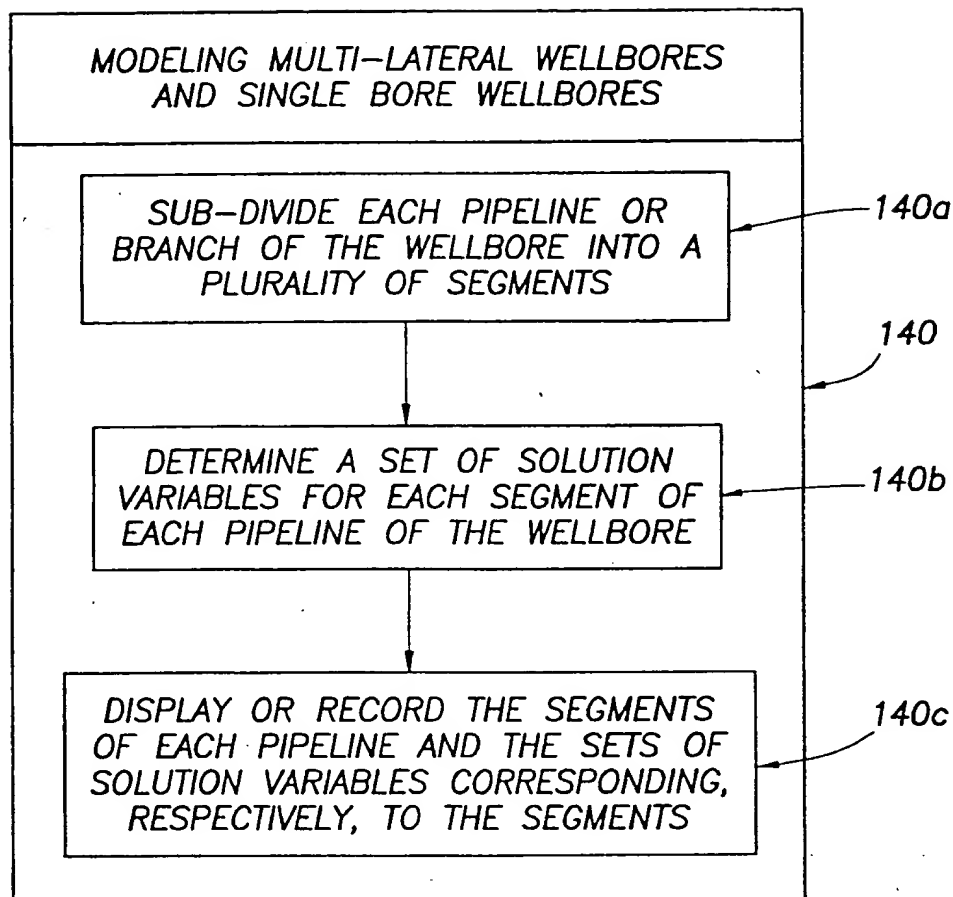 MODELING MULTI-LATERAL WELLBORES
AND SINGLE BORE WELLBORES
SUB-DIVIDE EACH PIPELINE OR
BRANCH OF THE WELLBORE INTO A
PLURALITY OF SEGMENTS
140a
140
DETERMINE A SET OF SOLUTION
VARIABLES FOR EACH SEGMENT OF
EACH PIPELINE OF THE WELLBORE
140b
DISPLAY OR RECORD THE SEGMENTS
OF EACH PIPELINE AND THE SETS OF
SOLUTION VARIABLES CORRESPONDING,
RESPECTIVELY, TO THE SEGMENTS
140c